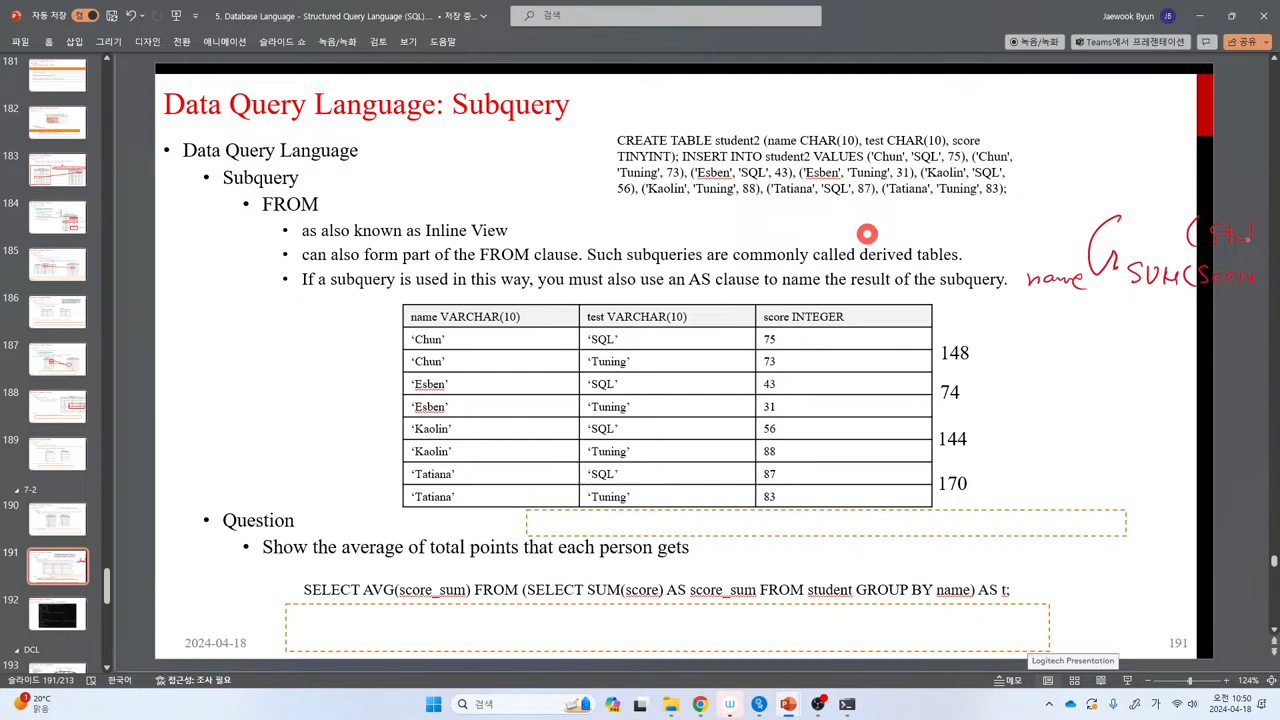 5. Database Query Language - Structured Query Language (SQL)... • 저장 중...
검색
Jaewook Byun
파일
홈
삽입
그리기
디자인
전환
애니메이션
슬라이드 쇼
녹음/녹화
검토
보기
도움말
녹음/녹화
Teams에서 프레젠테이션
공유
181
182
185
186
187
189
7-2
190
191
192
DCL
193
Data Query Language: Subquery
CREATE TABLE student2 (name CHAR(10), test CHAR(10), score
TINYINT); INSERT INTO student2 VALUES ('Chun', 'SQL', 75), ('Chun',
'Tuning', 73), ('Esben', 'SQL', 43), ('Esben', 'Tuning', 31), ('Kaolin', 'SQL',
56), ('Kaolin', 'Tuning', 88), ('Tatiana', 'SQL', 87), ('Tatiana', 'Tuning', 83);
• Data Query Language
• Subquery
• FROM
• as also known as Inline View
• can also form part of the FROM clause. Such subqueries are commonly called derived tables.
• If a subquery is used in this way, you must also use an AS clause to name the result of the subquery.
( Stud
name SUM(Score
name VARCHAR(10) test VARCHAR(10) score INTEGER
‘Chun’ ‘SQL’ 75
‘Chun’ ‘Tuning’ 73
148
‘Esben’ ‘SQL’ 43
74
‘Esben’ ‘Tuning’ 31
‘Kaolin’ ‘SQL’ 56
144
‘Kaolin’ ‘Tuning’ 88
‘Tatiana’ ‘SQL’ 87
170
‘Tatiana’ ‘Tuning’ 83
• Question
• Show the average of total points that each person gets
SELECT AVG(score_sum) FROM (SELECT SUM(score) AS score_sum FROM student GROUP BY name) AS t;
2024-04-18
191
Logitech Presentation
슬라이드 191/213
한국어
접근성: 조사 필요
메모
124%
20°C
흐림
검색
오전 10:50
2024-04-18